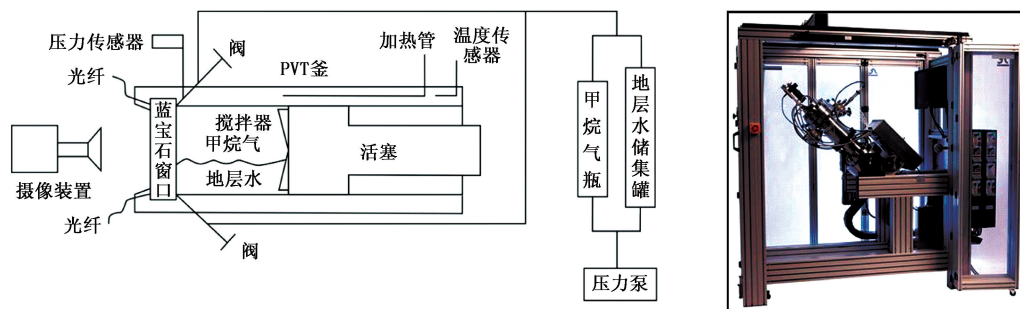 压力传感器
阀
光纤
PVT釜
加热管
温度传
感器
蓝宝石窗口
搅拌器
甲烷气
地层水
活塞
摄像装置
光纤
阀
甲烷气瓶
地层水储集罐
压力泵